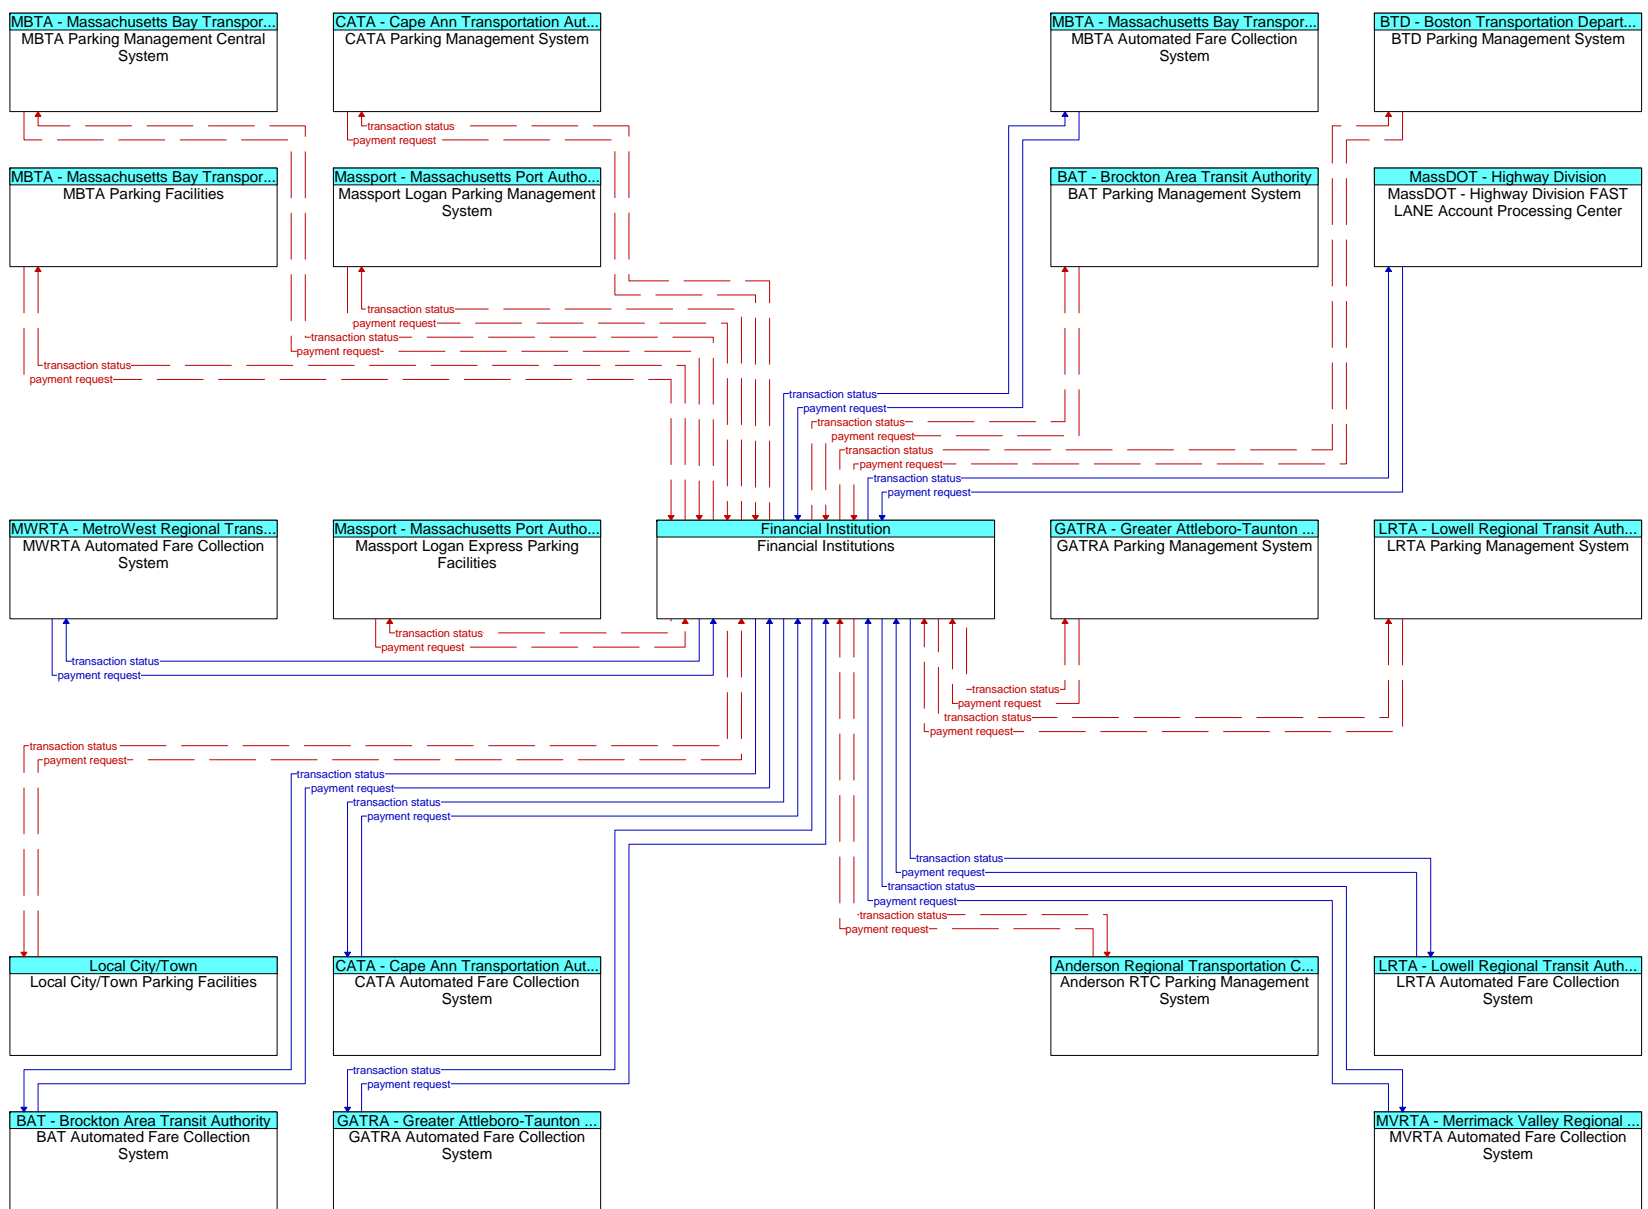 MBTA - Massachusetts Bay Transpor...
MBTA Parking Management Central
System
CATA - Cape Ann Transportation Aut...
CATA Parking Management System
MBTA - Massachusetts Bay Transpor...
MBTA Automated Fare Collection
System
BTD - Boston Transportation Depart...
BTD Parking Management System
transaction status
payment request
MBTA - Massachusetts Bay Transpor...
MBTA Parking Facilities
Massport - Massachusetts Port Autho...
Massport Logan Parking Management
System
BAT - Brockton Area Transit Authority
BAT Parking Management System
MassDOT - Highway Division
MassDOT - Highway Division FAST
LANE Account Processing Center
transaction status
payment request
transaction status
payment request
transaction status
payment request
transaction status
payment request
transaction status
payment request
transaction status
payment request
transaction status
payment request
MWRTA - MetroWest Regional Trans...
MWRTA Automated Fare Collection
System
Massport - Massachusetts Port Autho...
Massport Logan Express Parking
Facilities
Financial Institution
Financial Institutions
GATRA - Greater Attleboro-Taunton ...
GATRA Parking Management System
LRTA - Lowell Regional Transit Auth...
LRTA Parking Management System
transaction status
payment request
transaction status
payment request
transaction status
payment request
transaction status
payment request
transaction status
payment request
transaction status
payment request
transaction status
payment request
transaction status
payment request
transaction status
payment request
transaction status
payment request
Local City/Town
Local City/Town Parking Facilities
CATA - Cape Ann Transportation Aut...
CATA Automated Fare Collection
System
Anderson Regional Transportation C...
Anderson RTC Parking Management
System
LRTA - Lowell Regional Transit Auth...
LRTA Automated Fare Collection
System
transaction status
payment request
BAT - Brockton Area Transit Authority
BAT Automated Fare Collection
System
GATRA - Greater Attleboro-Taunton ...
GATRA Automated Fare Collection
System
MVRTA - Merrimack Valley Regional ...
MVRTA Automated Fare Collection
System